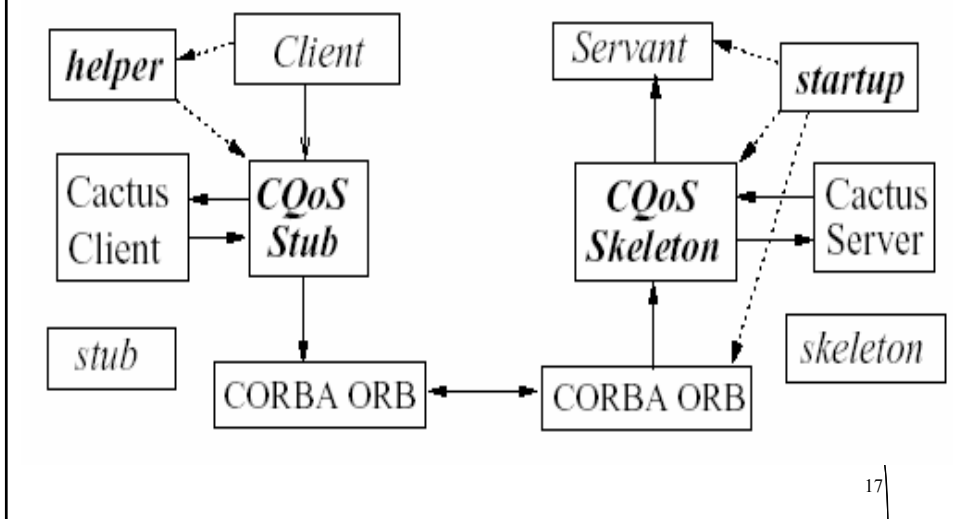 helper
Client
Servant
startup
Cactus
Client
CQoS
Stub
CQoS
Skeleton
Cactus
Server
stub
skeleton
CORBA ORB
CORBA ORB
17